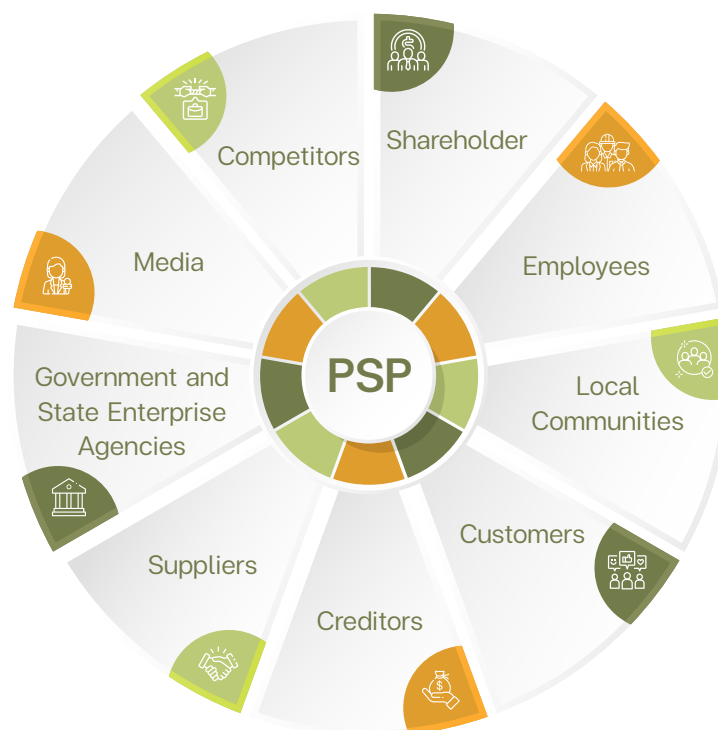 Shareholder
Employees
Local
Communities
Customers
Creditors
Suppliers
Government and
State Enterprise
Agencies
Media
Competitors
PSP